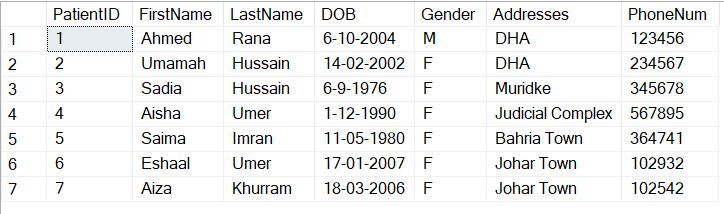 PatientID FirstName LastName DOB Gender Addresses PhoneNum
1 1 Ahmed Rana 6-10-2004 M DHA 123456
2 2 Umamah Hussain 14-02-2002 F DHA 234567
3 3 Sadia Hussain 6-9-1976 F Muridke 345678
4 4 Aisha Umer 1-12-1990 F Judicial Complex 567895
5 5 Saima Imran 11-05-1980 F Bahria Town 364741
6 6 Eshaal Umer 17-01-2007 F Johar Town 102932
7 7 Aiza Khurram 18-03-2006 F Johar Town 102542